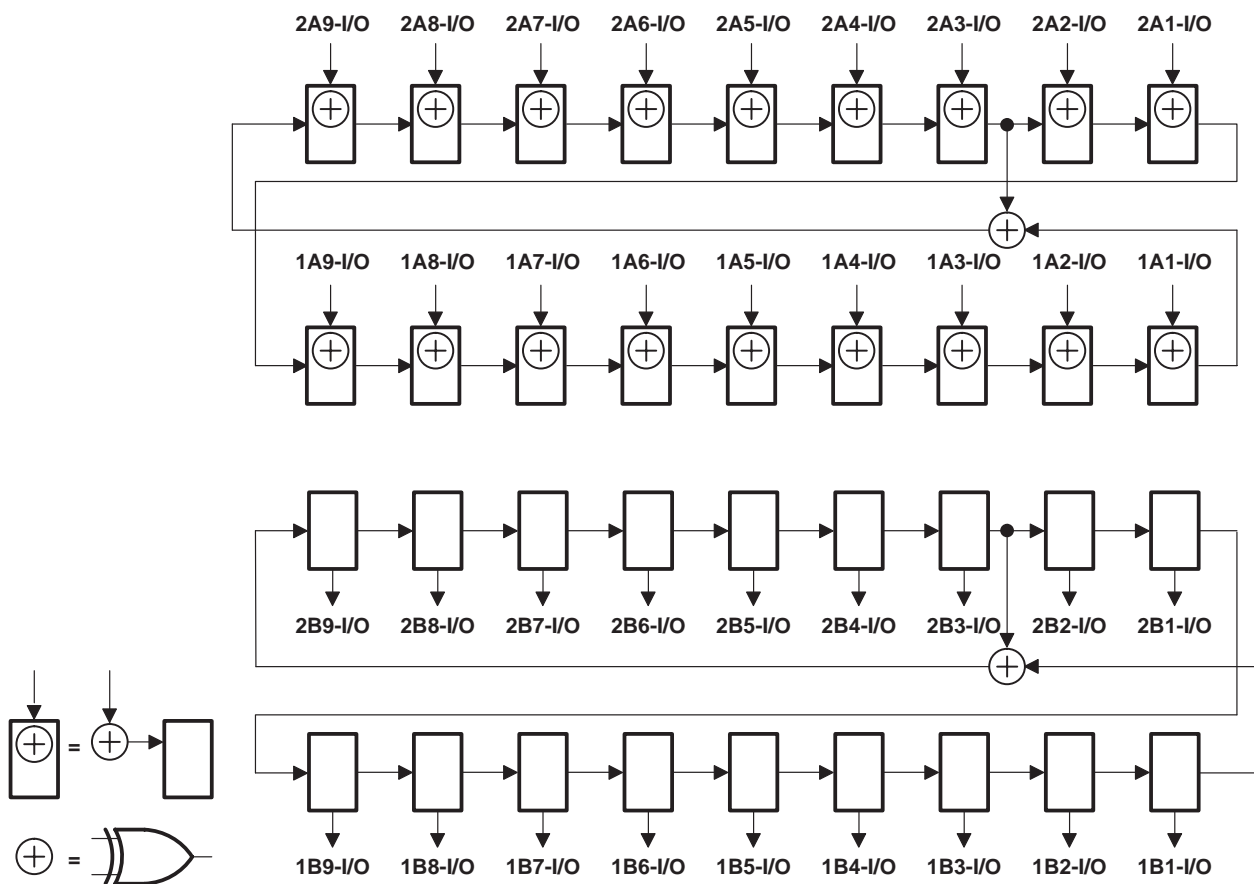 2A9-I/O 2A8-I/O 2A7-I/O 2A6-I/O 2A5-I/O 2A4-I/O 2A3-I/O 2A2-I/O 2A1-I/O
1A9-I/O 1A8-I/O 1A7-I/O 1A6-I/O 1A5-I/O 1A4-I/O 1A3-I/O 1A2-I/O 1A1-I/O
2B9-I/O 2B8-I/O 2B7-I/O 2B6-I/O 2B5-I/O 2B4-I/O 2B3-I/O 2B2-I/O 2B1-I/O
=
=
1B9-I/O 1B8-I/O 1B7-I/O 1B6-I/O 1B5-I/O 1B4-I/O 1B3-I/O 1B2-I/O 1B1-I/O